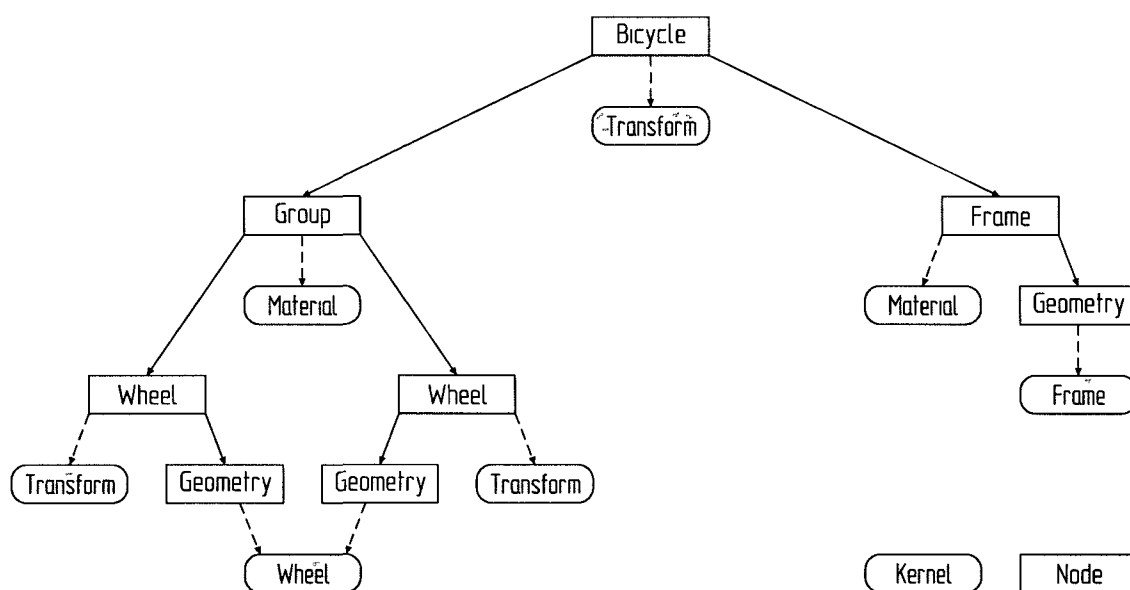 Bicycle
Transform
Group
Frame
Material
Material
Geometry
Wheel
Wheel
Frame
Transform
Geometry
Geometry
Transform
Wheel
Kernel
Node